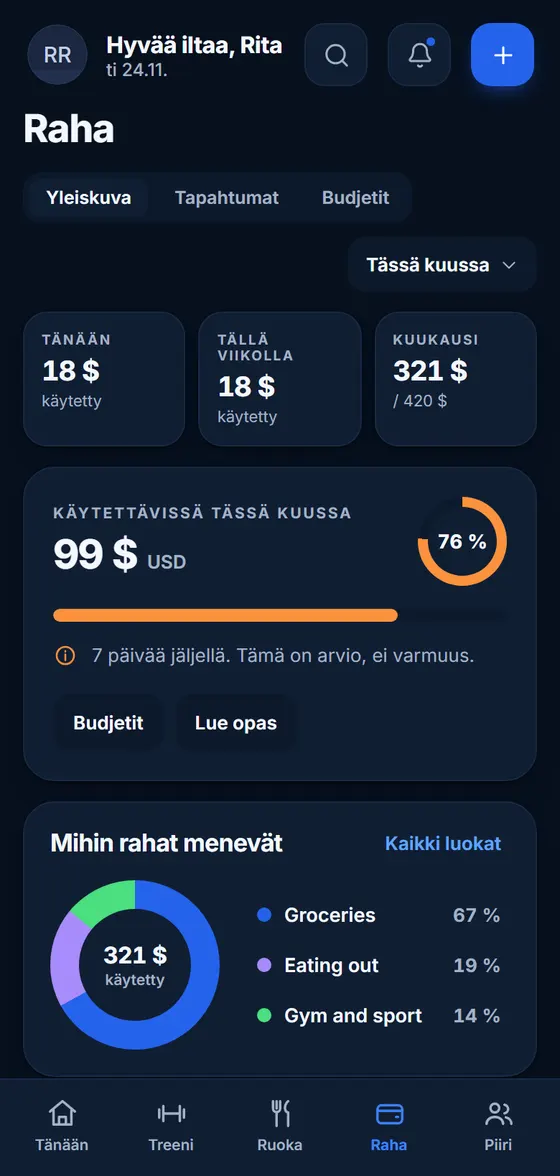 RR
Hyvää iltaa, Rita
ti 24.11.
Raha
Yleiskuva
Tapahtumat
Budjetit
Tässä kuussa
TÄNÄÄN
18 $
käytetty
TÄLLÄ
VIIKOLLA
18 $
käytetty
KUUKAUSI
321 $
/ 420 $
KÄYTETTÄVISSÄ TÄSSÄ KUUSSA
99 $ USD
76 %
7 päivää jäljellä. Tämä on arvio, ei varmuus.
Budjetit
Lue opas
Mihin rahat menevät
Kaikki luokat
321 $
käytetty
Groceries 67 %
Eating out 19 %
Gym and sport 14 %
Tänään
Treeni
Ruoka
Raha
Piiri